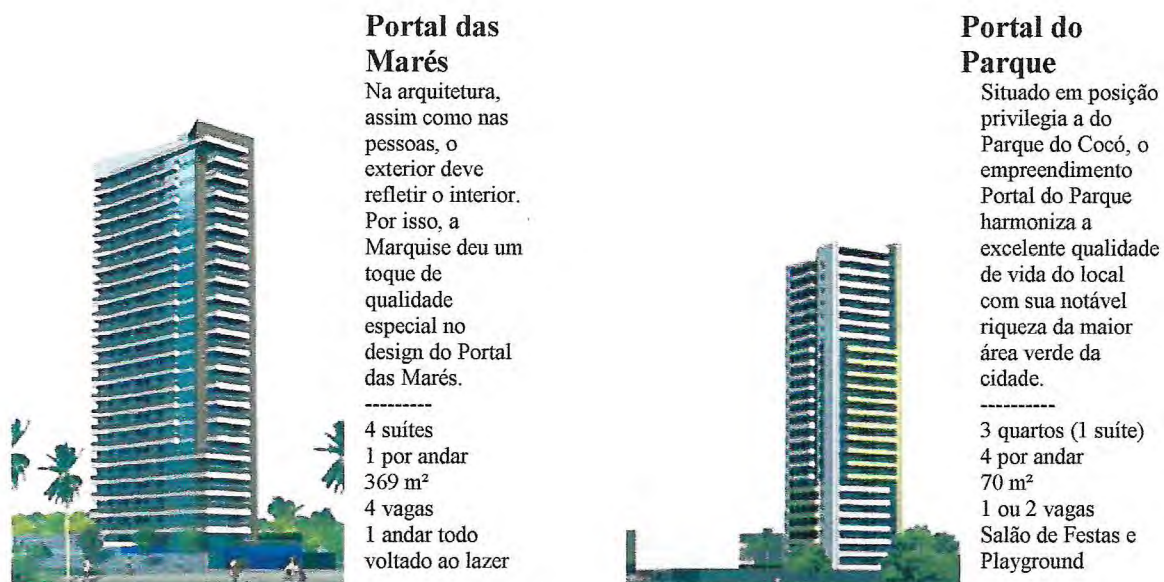 Portal das
Marés
Na arquitetura,
assim como nas
pessoas, o
exterior deve
refletir o interior.
Por isso, a
Marquise deu um
toque de
qualidade
especial no
design do Portal
das Marés.
---------
4 suítes
1 por andar
369 m²
4 vagas
1 andar todo
voltado ao lazer
Portal do
Parque
Situado em posição
privilegia a do
Parque do Cocó, o
empreendimento
Portal do Parque
harmoniza a
excelente qualidade
de vida do local
com sua notável
riqueza da maior
área verde da
cidade.
----------
3 quartos (1 suíte)
4 por andar
70 m²
1 ou 2 vagas
Salão de Festas e
Playground